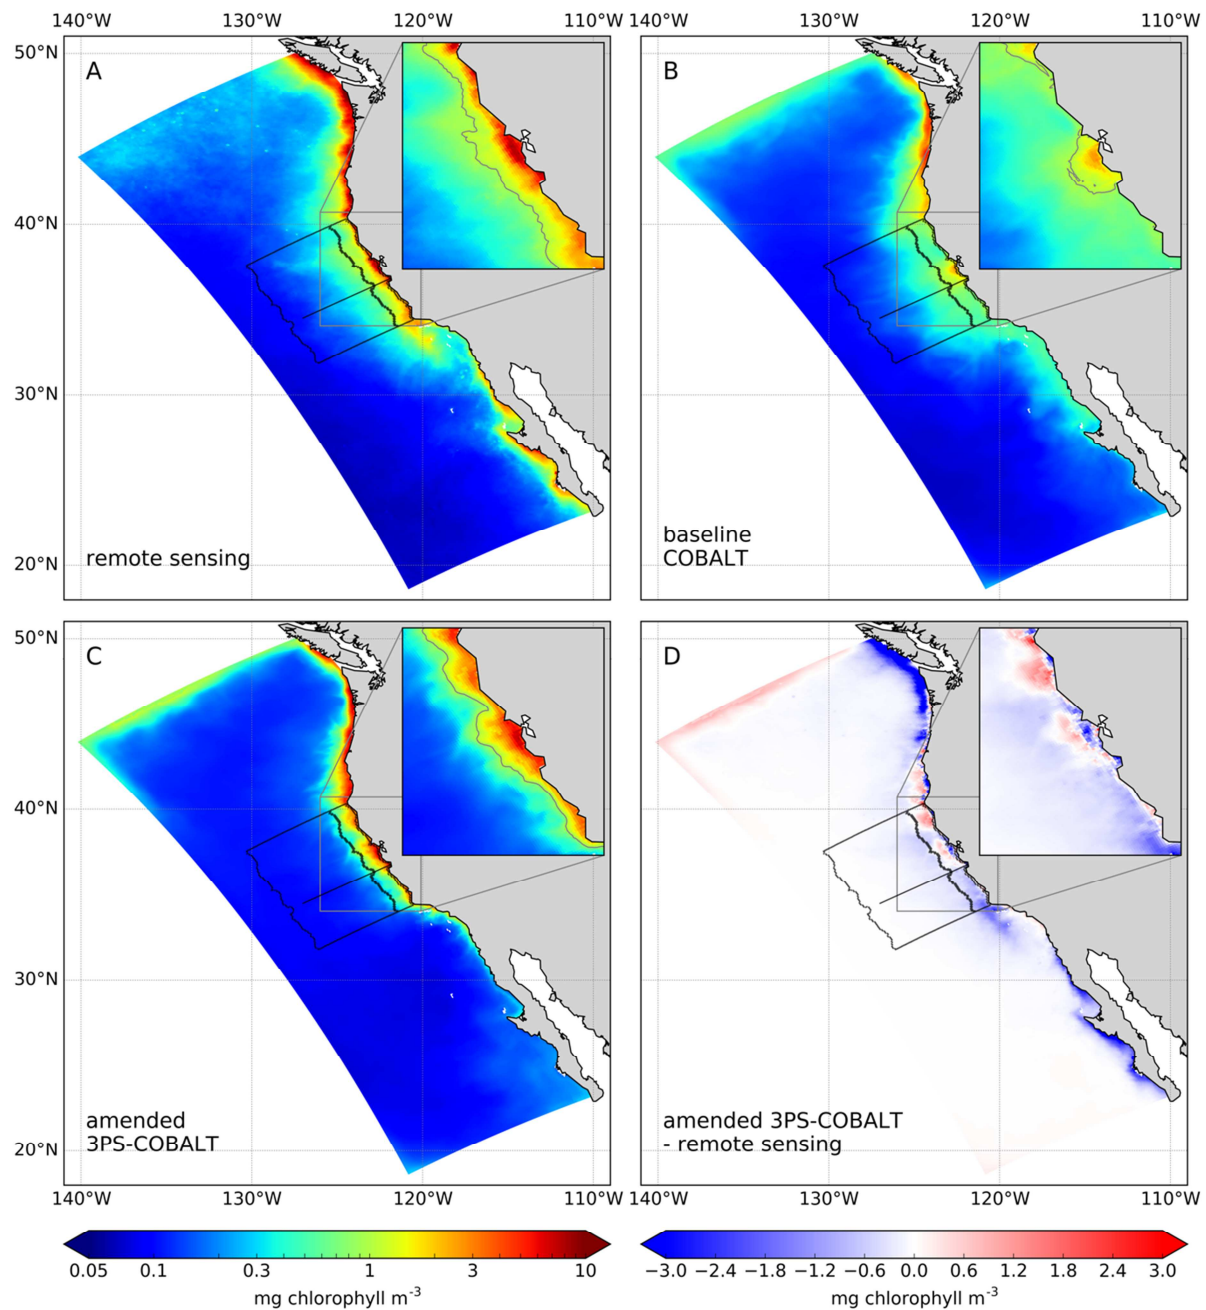 140°W 130°W 120°W 110°W 140°W 130°W 120°W 110°W
50°N
A
B
40°N
30°N
20°N
remote sensing
baseline
COBALT
50°N
C
D
40°N
30°N
20°N
amended
3PS-COBALT
amended 3PS-COBALT
- remote sensing
140°W 130°W 120°W 110°W 140°W 130°W 120°W 110°W
0.05 0.1 0.3 1 3 10
mg chlorophyll m⁻³
−3.0 −2.4 −1.8 −1.2 −0.6 0.0 0.6 1.2 1.8 2.4 3.0
mg chlorophyll m⁻³